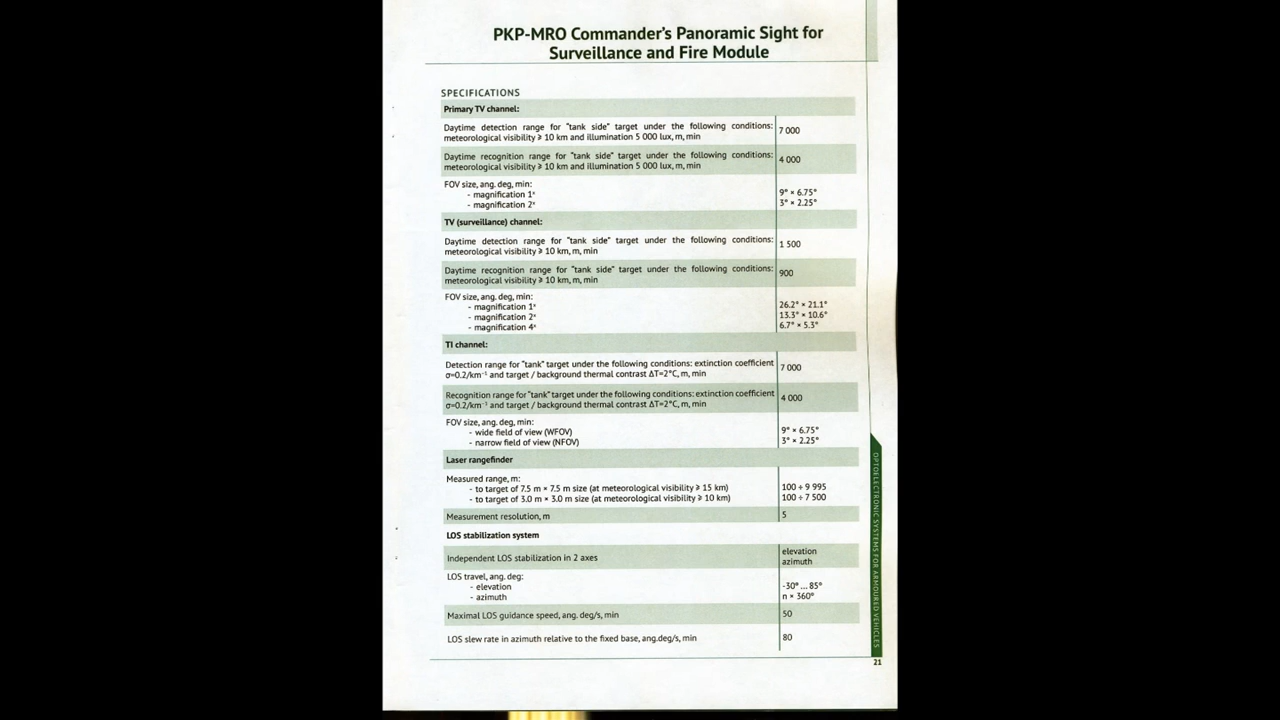 PKP-MRO Commander's Panoramic Sight for
Surveillance and Fire Module
SPECIFICATIONS
Primary TV channel:
Daytime detection range for "tank side" target under the following conditions:
meteorological visibility ⩾ 10 km and illumination 5 000 lux, m, min
7 000
Daytime recognition range for "tank side" target under the following conditions:
meteorological visibility ⩾ 10 km and illumination 5 000 lux, m, min
4 000
FOV size, ang. deg, min:
- magnification 1ˣ
9° × 6.75°
- magnification 2ˣ
3° × 2.25°
TV (surveillance) channel:
Daytime detection range for "tank side" target under the following conditions:
meteorological visibility ⩾ 10 km, m, min
1 500
Daytime recognition range for "tank side" target under the following conditions:
meteorological visibility ⩾ 10 km, m, min
900
FOV size, ang. deg, min:
- magnification 1ˣ
26.2° × 21.1°
- magnification 2ˣ
13.3° × 10.6°
- magnification 4ˣ
6.7° × 5.3°
TI channel:
Detection range for "tank" target under the following conditions: extinction coefficient
σ=0.2/km⁻¹ and target / background thermal contrast ΔT=2°C, m, min
7 000
Recognition range for "tank" target under the following conditions: extinction coefficient
σ=0.2/km⁻¹ and target / background thermal contrast ΔT=2°C, m, min
4 000
FOV size, ang. deg, min:
- wide field of view (WFOV)
9° × 6.75°
- narrow field of view (NFOV)
3° × 2.25°
Laser rangefinder
Measured range, m:
- to target of 7.5 m × 7.5 m size (at meteorological visibility ⩾ 15 km)
100 ÷ 9 995
- to target of 3.0 m × 3.0 m size (at meteorological visibility ⩾ 10 km)
100 ÷ 7 500
Measurement resolution, m
5
LOS stabilization system
Independent LOS stabilization in 2 axes
elevation
azimuth
LOS travel, ang. deg:
- elevation
-30° ... 85°
- azimuth
n × 360°
Maximal LOS guidance speed, ang. deg/s, min
50
LOS slew rate in azimuth relative to the fixed base, ang.deg/s, min
80
OPTOELECTRONIC SYSTEMS FOR ARMOURED VEHICLES
21